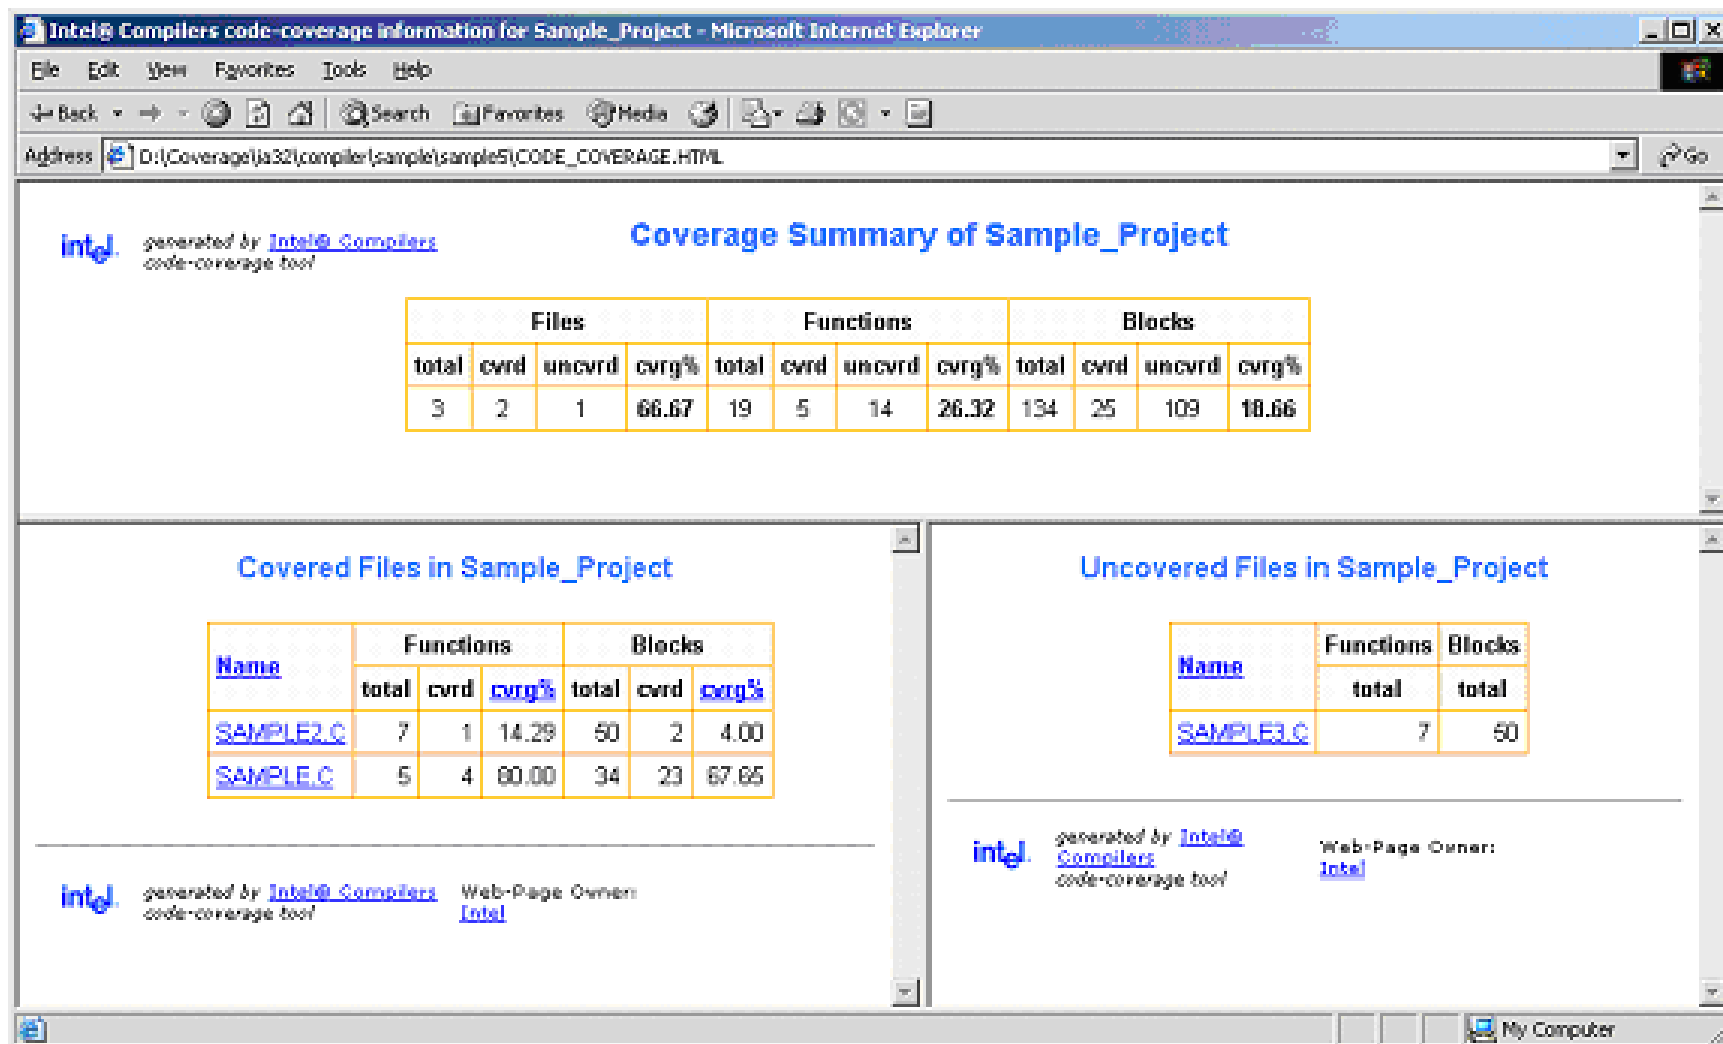 Intel® Compilers code-coverage information for Sample_Project - Microsoft Internet Explorer
File Edit View Favorites Tools Help
Back Search Favorites Media
Address D:\Coverage\ia32\compiler\sample\sample5\CODE_COVERAGE.HTML Go
intel. generated by Intel® Compilers
code-coverage tool
Coverage Summary of Sample_Project
Files Functions Blocks
total cvrd uncvrd cvrg% total cvrd uncvrd cvrg% total cvrd uncvrd cvrg%
3 2 1 66.67 19 5 14 26.32 134 25 109 18.66
Covered Files in Sample_Project
Name Functions Blocks
total cvrd cvrg% total cvrd cvrg%
SAMPLE2.C 7 1 14.29 50 2 4.00
SAMPLE.C 5 4 80.00 34 23 67.65
intel. generated by Intel® Compilers
code-coverage tool
Web-Page Owner:
Intel
Uncovered Files in Sample_Project
Name Functions Blocks
total total
SAMPLE3.C 7 50
intel. generated by Intel®
Compilers
code-coverage tool
Web-Page Owner:
Intel
My Computer